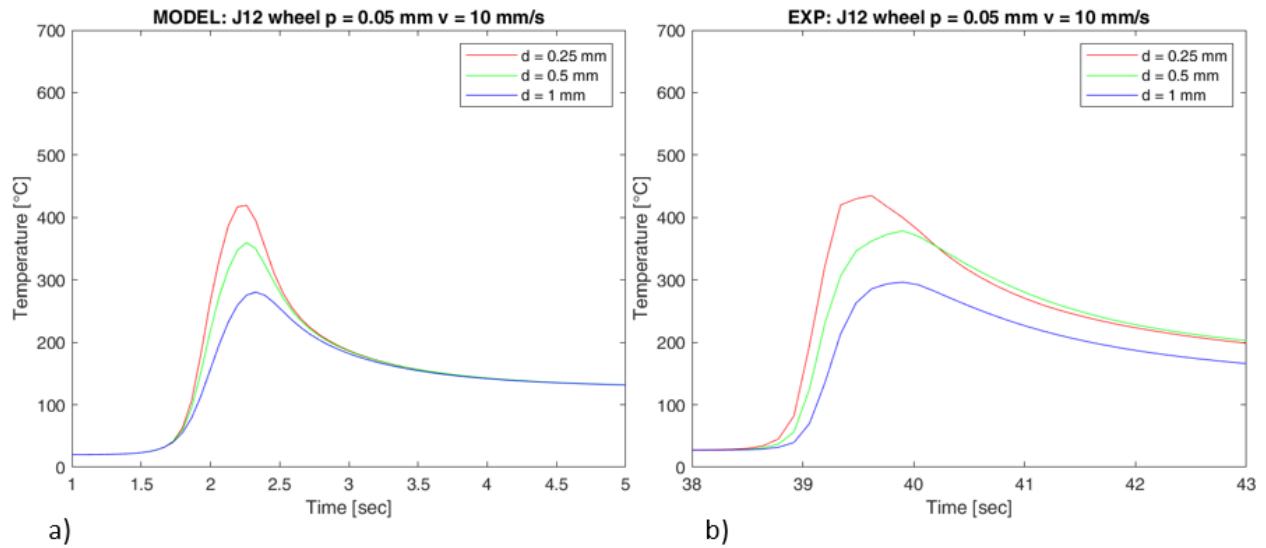 MODEL: J12 wheel p = 0.05 mm v = 10 mm/s
700
600
500
400
300
200
100
0
Temperature [°C]
d = 0.25 mm
d = 0.5 mm
d = 1 mm
1 1.5 2 2.5 3 3.5 4 4.5 5
Time [sec]
a)
EXP: J12 wheel p = 0.05 mm v = 10 mm/s
700
600
500
400
300
200
100
0
Temperature [°C]
d = 0.25 mm
d = 0.5 mm
d = 1 mm
38 39 40 41 42 43
Time [sec]
b)